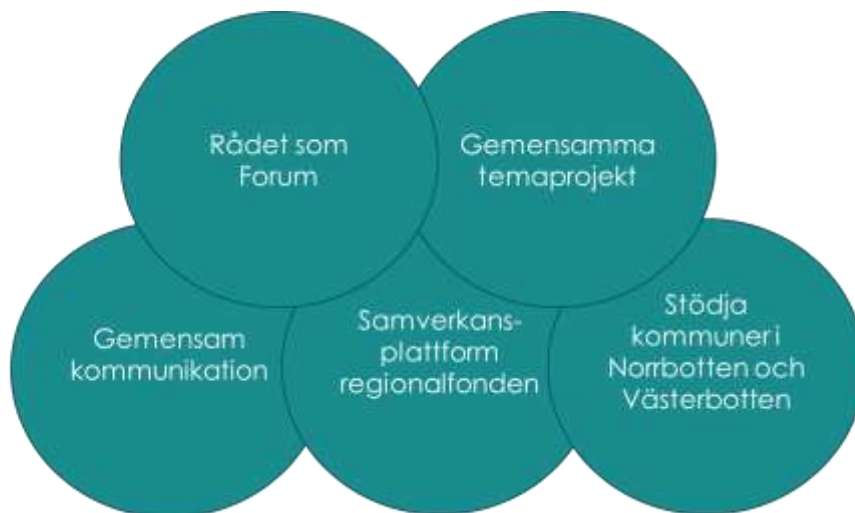 Rådet som
Forum
Gemensamma
temaprojekt
Gemensam
kommunikation
Samverkans-
plattform
regionalfonden
Stödja
kommuner i
Norrbotten och
Västerbotten